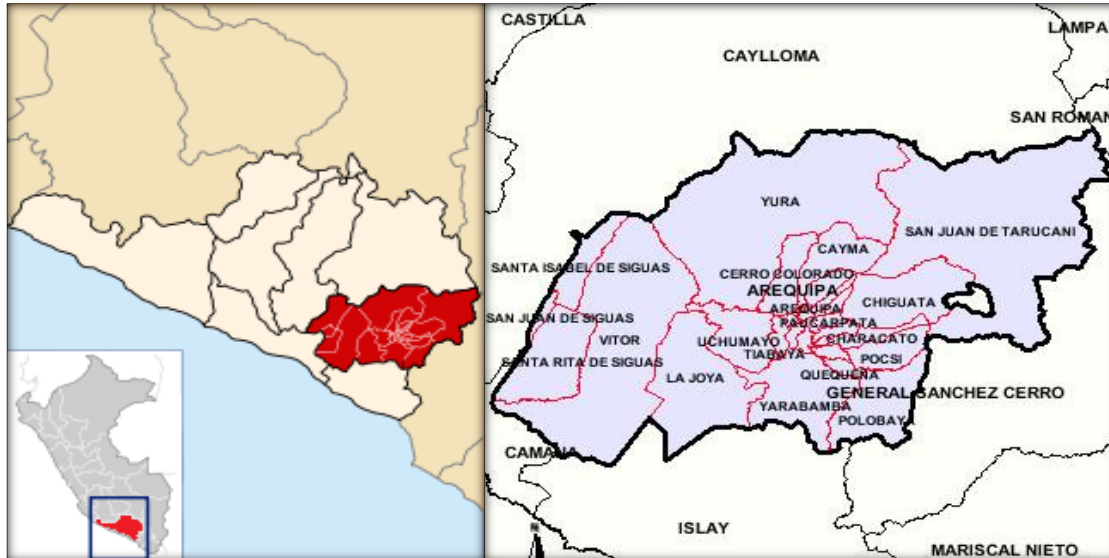 CASTILLA
LAMPA
CAYLLOMA
SAN ROMAN
YURA
SAN JUAN DE TARUCANI
CAYMA
SANTA ISABEL DE SIGUAS
CERRO COLORADO
AREQUIPA
CHIGUATA
AREQUIPA
SAN JUAN DE SIGUAS
PAUCARPATA
VITOR
UCHUMAYO
CHARACATO
TIABAYA
SANTA RITA DE SIGUAS
POCSI
LA JOYA
QUEQUEÑA
GENERAL SANCHEZ CERRO
YARABAMBA
POLOBAYA
CAMANA
ISLAY
N
MARISCAL NIETO